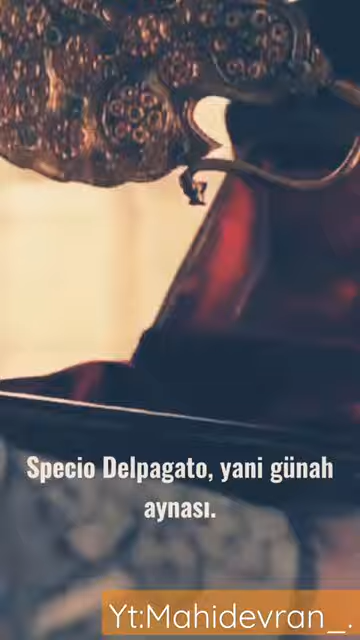 Specio Delpagato, yani günah
aynası.
Yt:Mahidevran_.